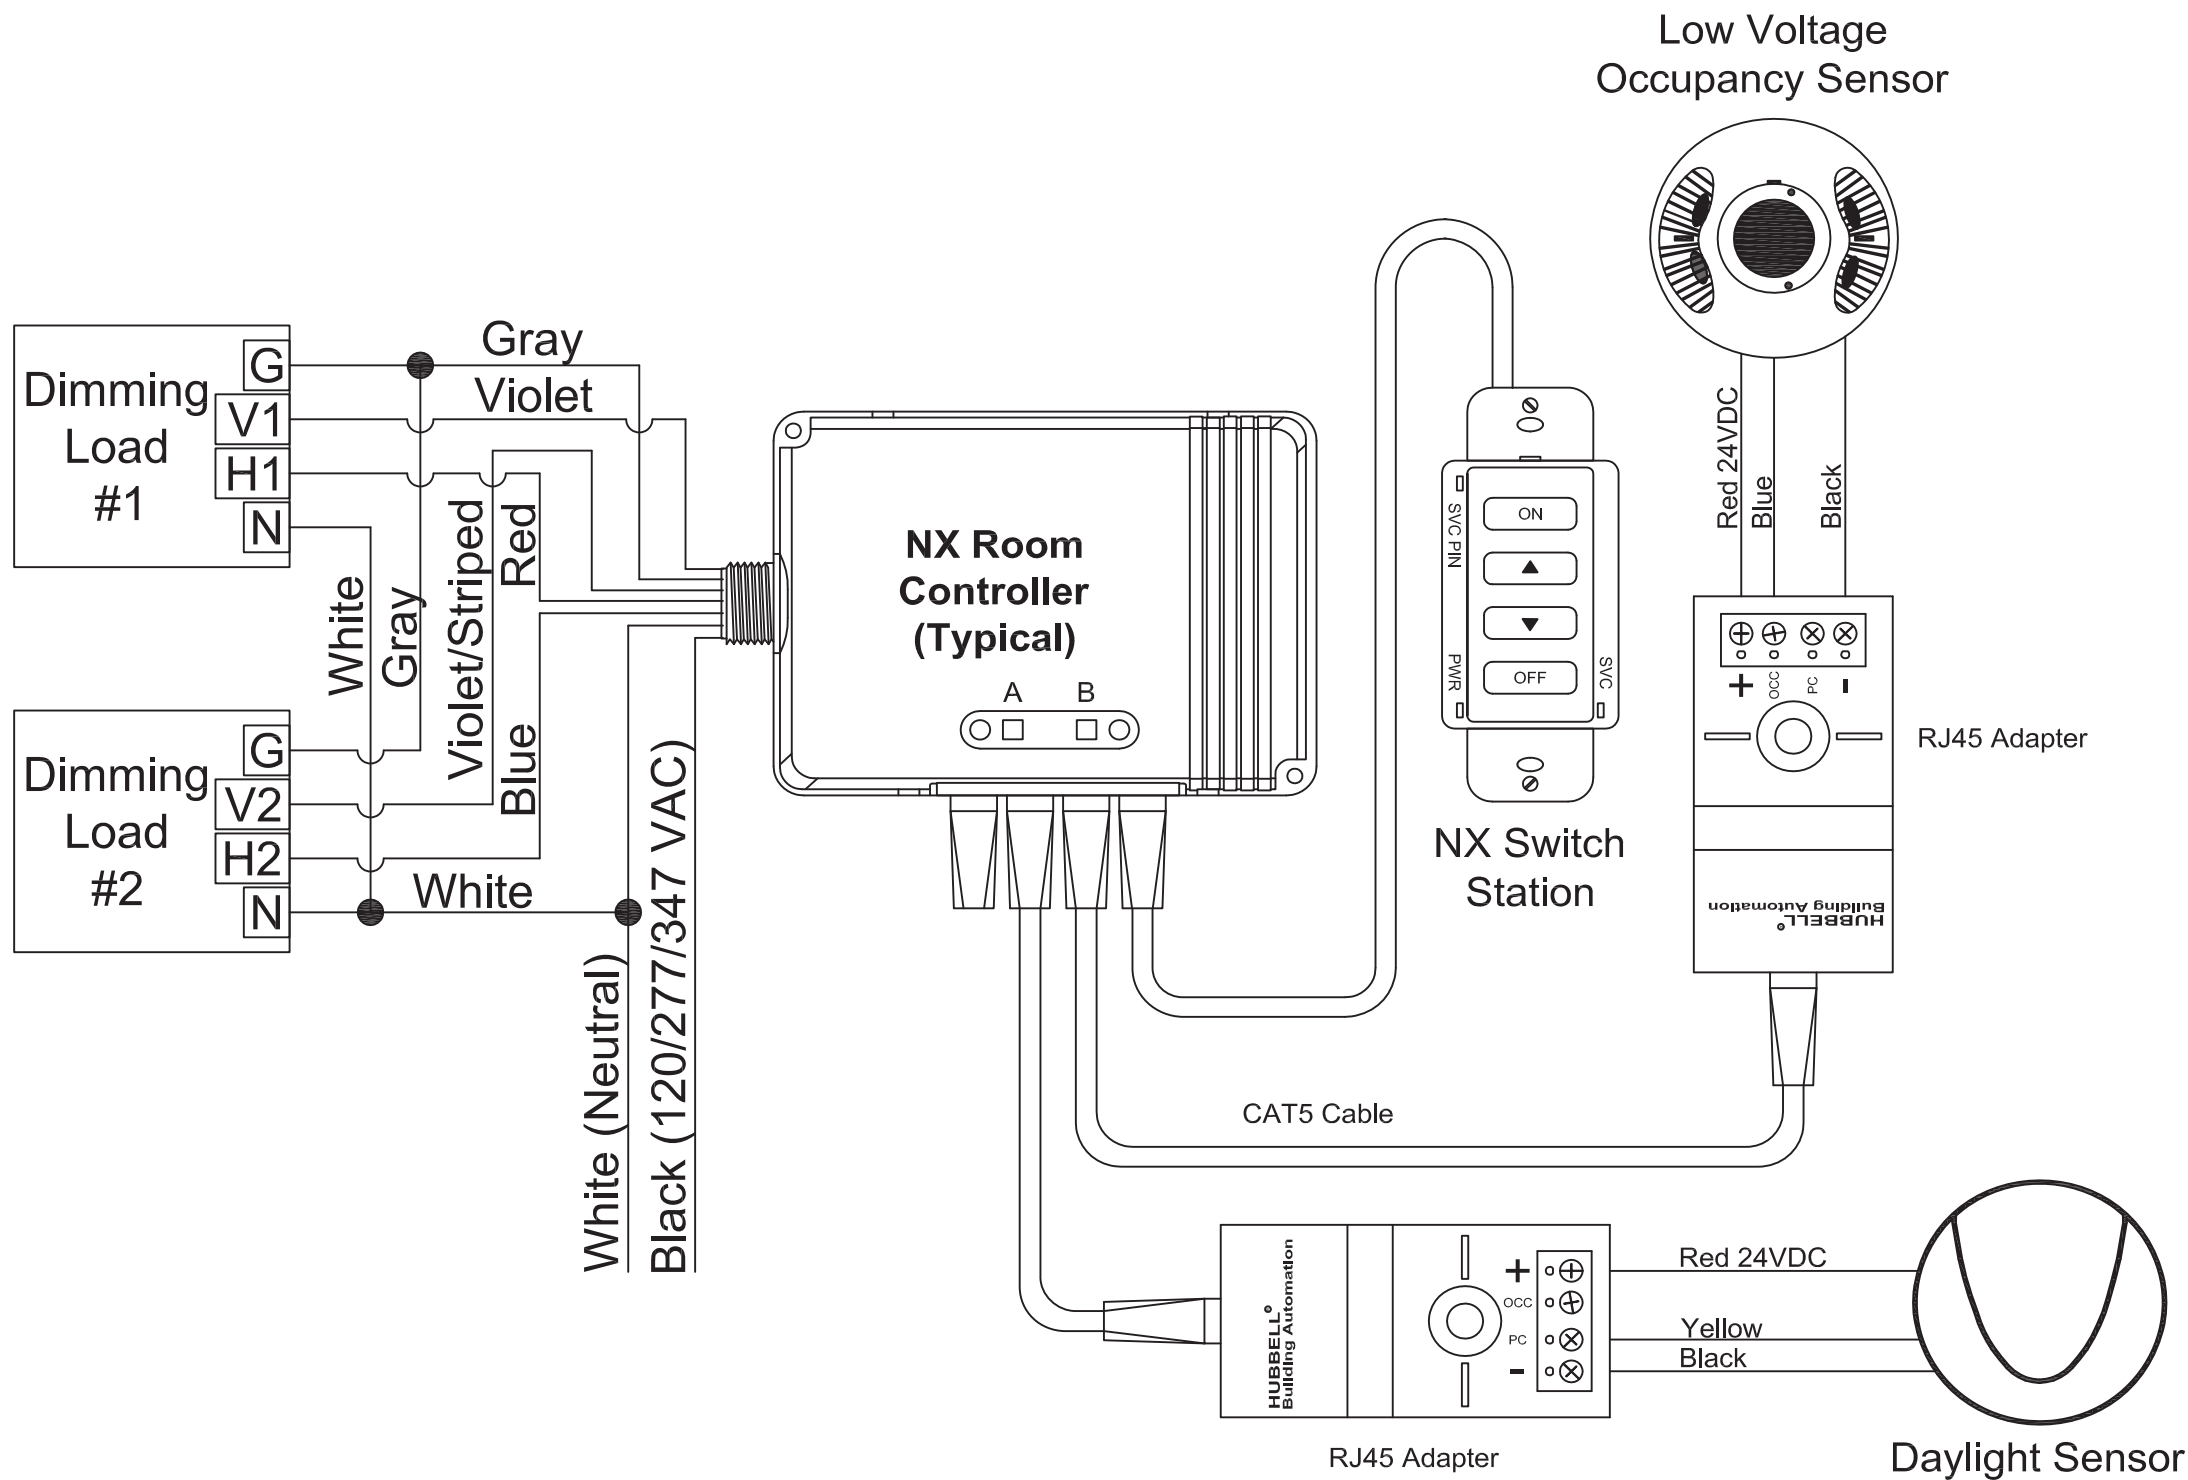 Low Voltage
Occupancy Sensor
Gray
Violet
Dimming
Load
#1
G
V1
H1
N
White
Gray
Violet/Striped
Red
Blue
Dimming
Load
#2
G
V2
H2
N
White
White (Neutral)
Black (120/277/347 VAC)
NX Room
Controller
(Typical)
A B
ON
OFF
SVC PIN
PWR
SVC
NX Switch
Station
Red 24VDC
Blue
Black
+ OCC PC -
RJ45 Adapter
HUBBELL®
Building Automation
CAT5 Cable
HUBBELL®
Building Automation
+
OCC
PC
-
RJ45 Adapter
Red 24VDC
Yellow
Black
Daylight Sensor